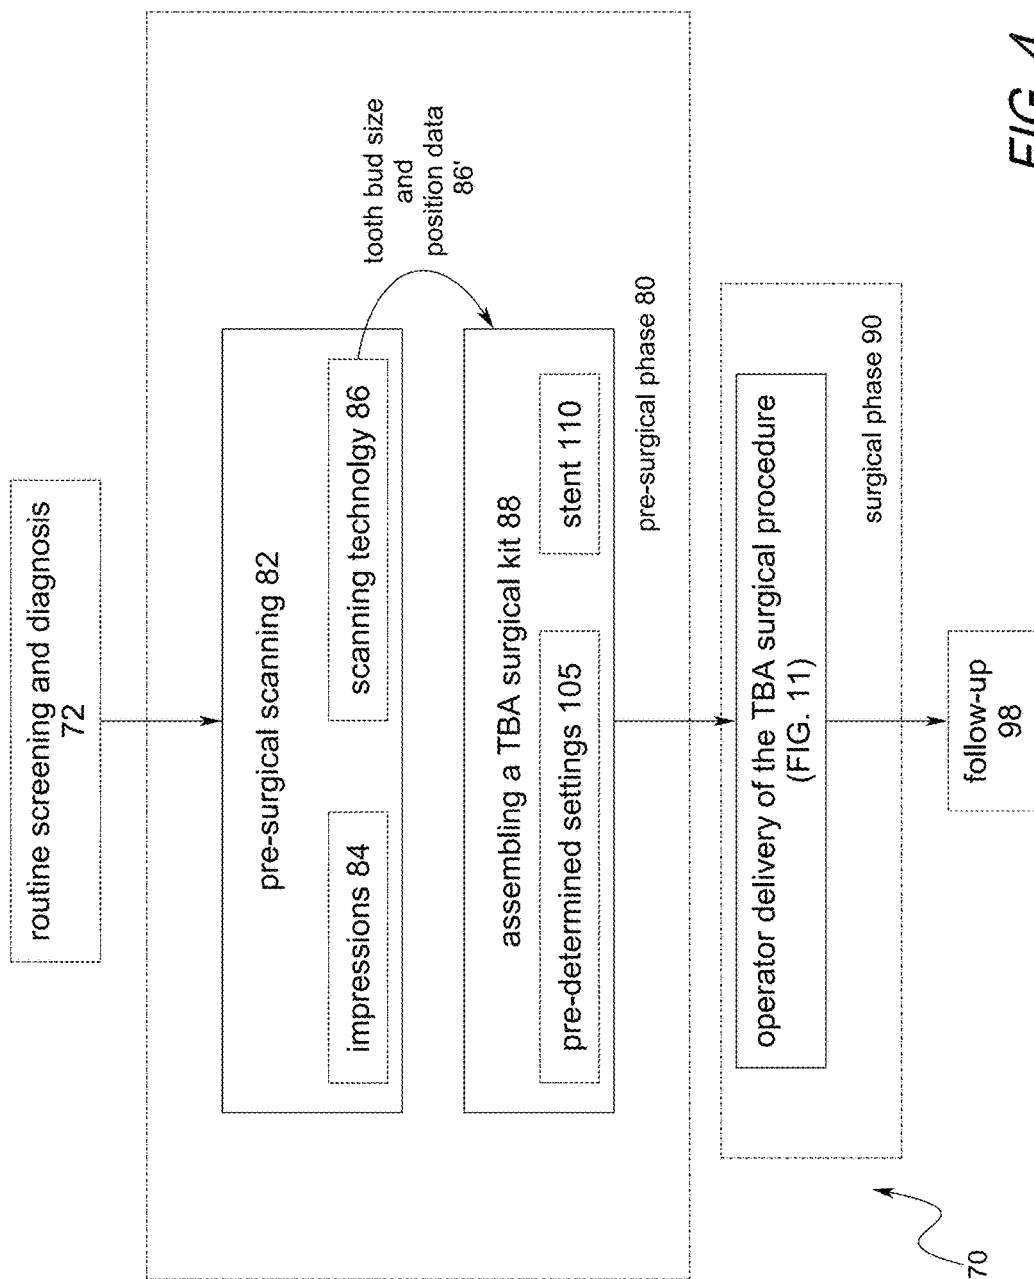 routine screening and diagnosis
72
pre-surgical scanning 82
impressions 84
scanning technolgy 86
tooth bud size
and
position data
86'
assembling a TBA surgical kit 88
pre-determined settings 105
stent 110
pre-surgical phase 80
operator delivery of the TBA surgical procedure
(FIG. 11)
surgical phase 90
follow-up
98
70
FIG. 4